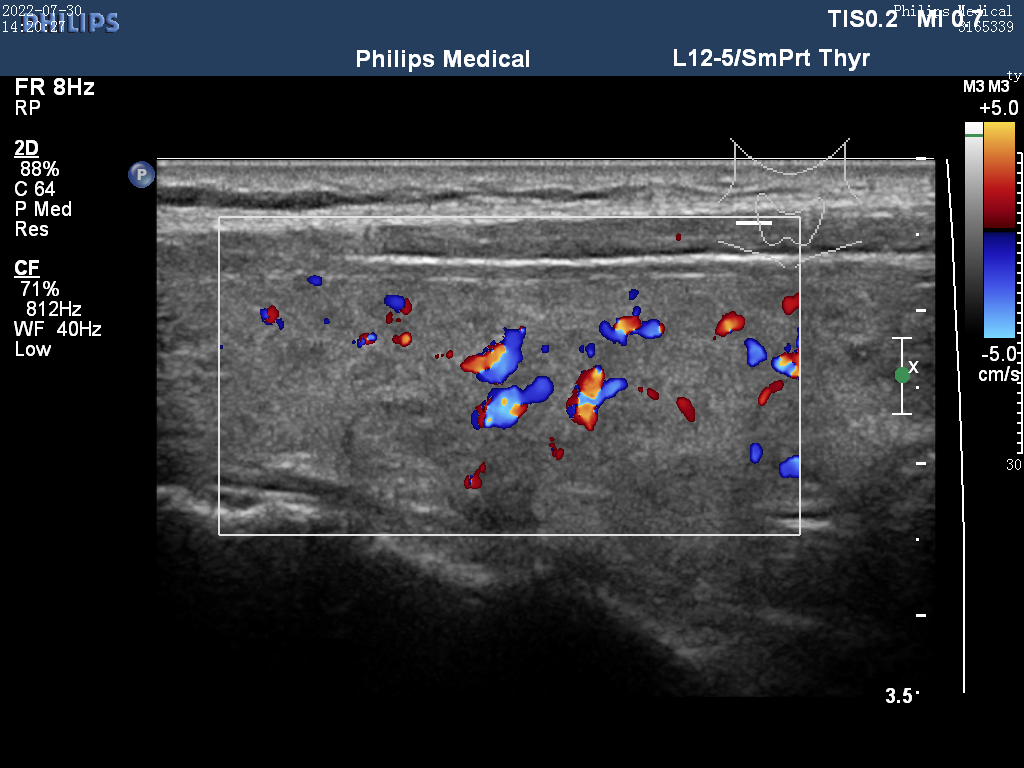 2022-07-30
14:20:27
PHILIPS
TIS0.2 MI 0.7
Philips Medical
Philips Medical
L12-5/SmPrt Thyr
FR 8Hz
RP
2D
88%
C 64
P Med
Res
CF
71%
812Hz
WF 40Hz
Low
P
ty
M3 M3
+5.0
-5.0
cm/s
x
30
3.5